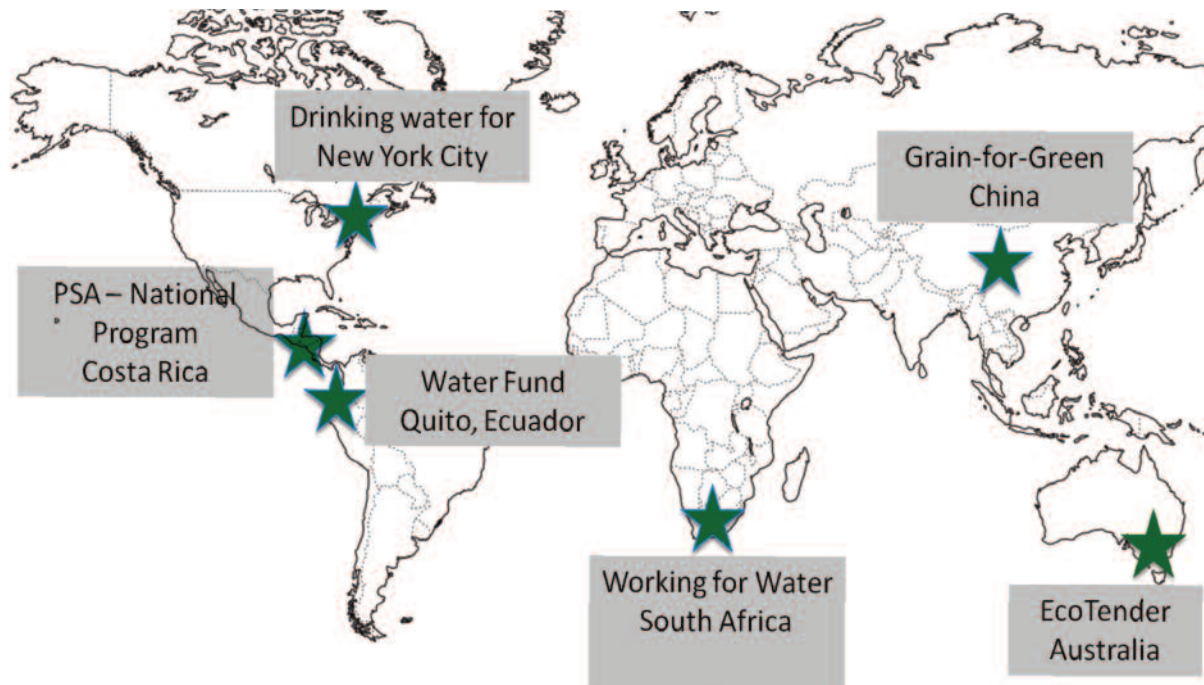 Drinking water for
New York City
Grain-for-Green
China
PSA – National
Program
Costa Rica
Water Fund
Quito, Ecuador
Working for Water
South Africa
EcoTender
Australia